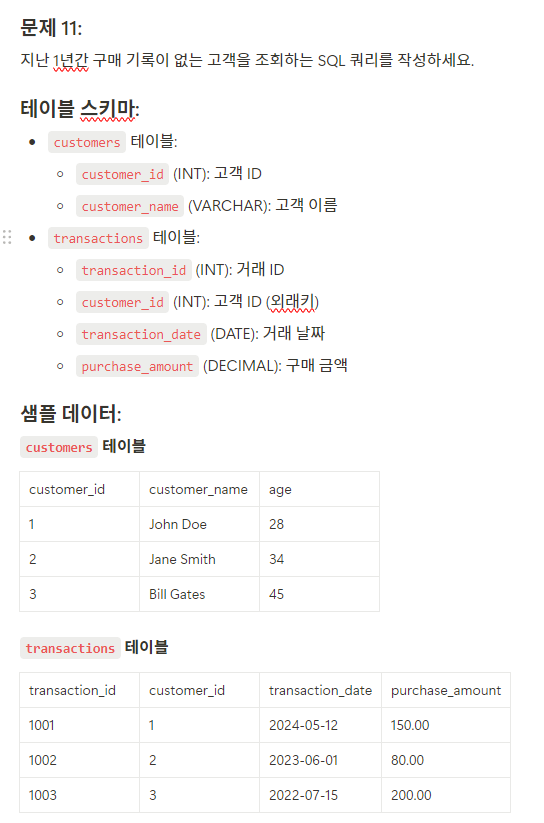 문제 11:
지난 1년간 구매 기록이 없는 고객을 조회하는 SQL 쿼리를 작성하세요.
테이블 스키마:
customers 테이블:
customer_id (INT): 고객 ID
customer_name (VARCHAR): 고객 이름
transactions 테이블:
transaction_id (INT): 거래 ID
customer_id (INT): 고객 ID (외래키)
transaction_date (DATE): 거래 날짜
purchase_amount (DECIMAL): 구매 금액
샘플 데이터:
customers 테이블
customer_id customer_name age
1 John Doe 28
2 Jane Smith 34
3 Bill Gates 45
transactions 테이블
transaction_id customer_id transaction_date purchase_amount
1001 1 2024-05-12 150.00
1002 2 2023-06-01 80.00
1003 3 2022-07-15 200.00